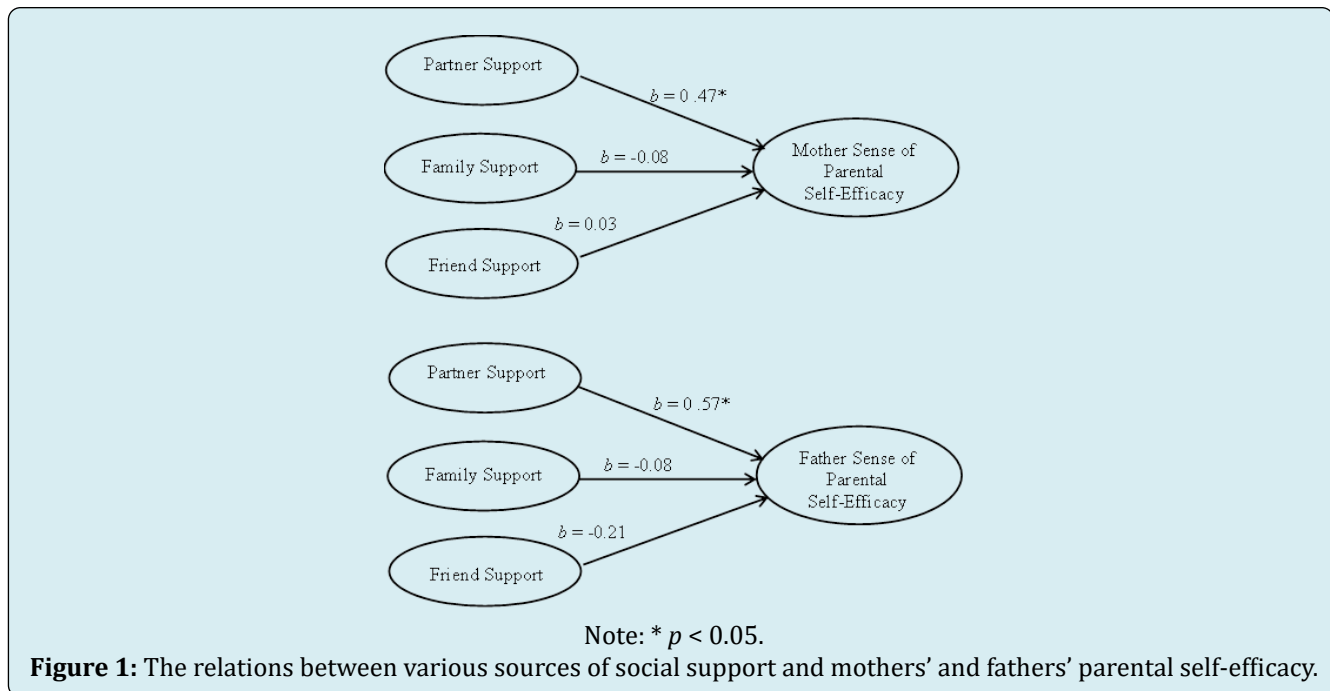 Partner Support
b = 0 .47*
Family Support
b = -0.08
Mother Sense of
Parental
Self-Efficacy
b = 0.03
Friend Support
Partner Support
b = 0 .57*
Family Support
b = -0.08
Father Sense of
Parental
Self-Efficacy
b = -0.21
Friend Support
Note: * p < 0.05.
Figure 1: The relations between various sources of social support and mothers’ and fathers’ parental self-efficacy.